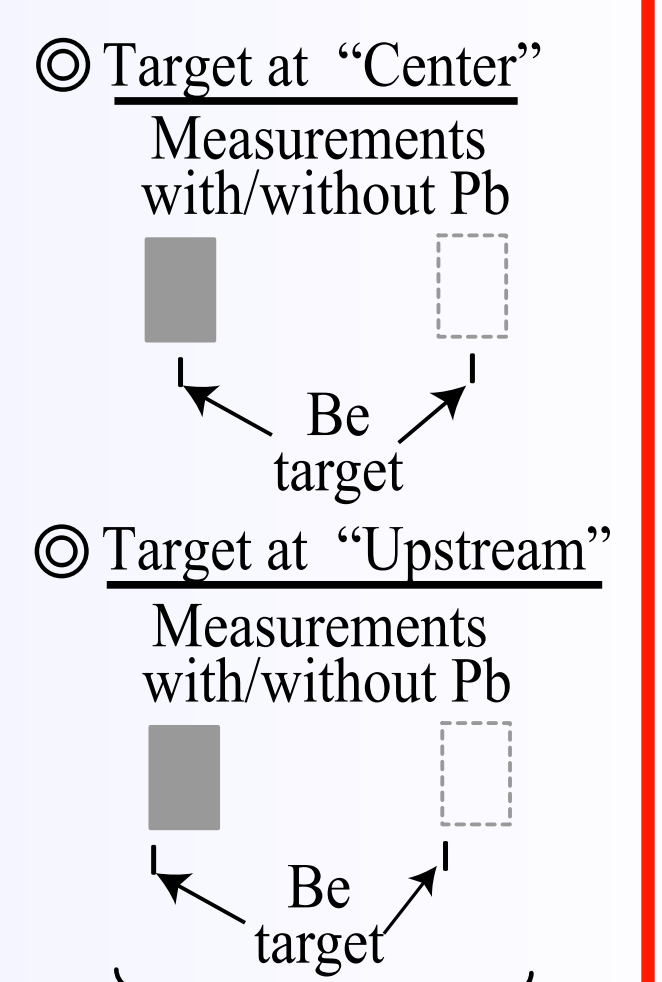 ◎ Target at “Center”
Measurements
with/without Pb
Be
target
◎ Target at “Upstream”
Measurements
with/without Pb
Be
target